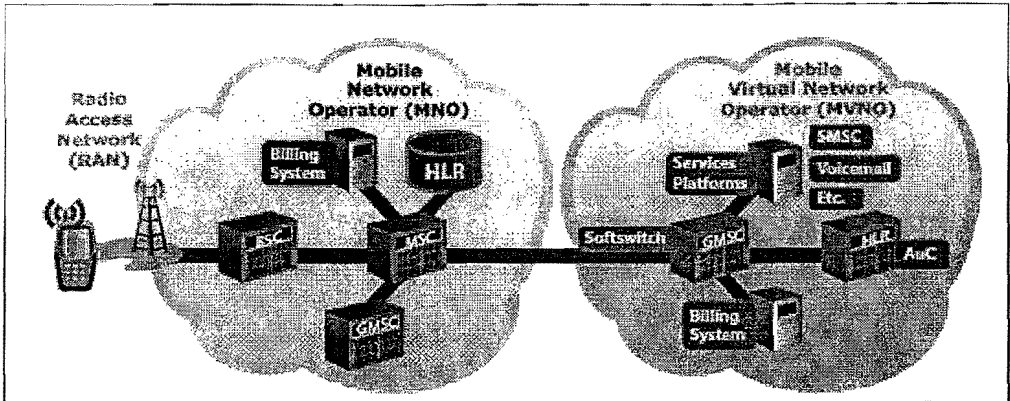 Radio
Access
Network
(RAN)
Mobile
Network
Operator (MNO)
Billing
System
HLR
BSC
MSC
GMSC
Mobile
Virtual Network
Operator (MVNO)
SMSC
Services
Platforms
Voicemail
Etc.
Softswitch
GMSC
HLR
AuC
Billing
System